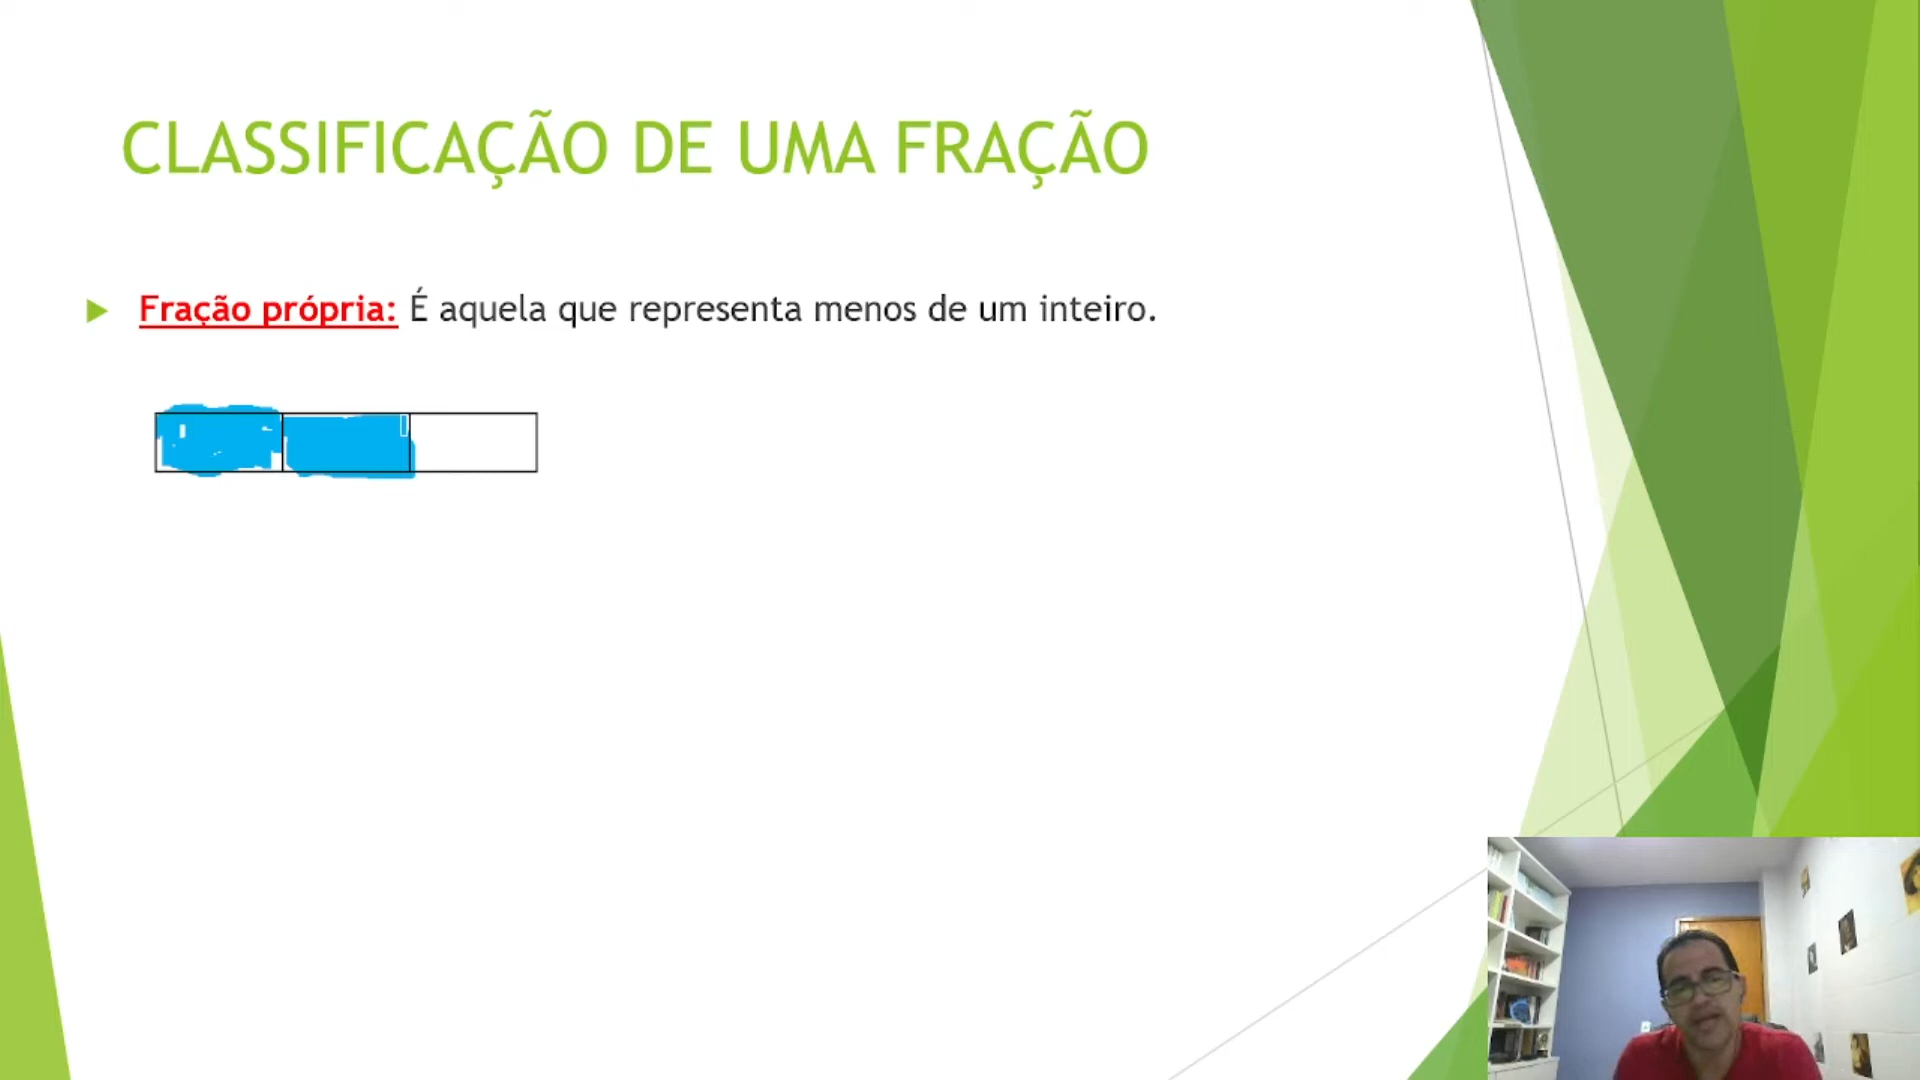 CLASSIFICAÇÃO DE UMA FRAÇÃO
Fração própria: É aquela que representa menos de um inteiro.